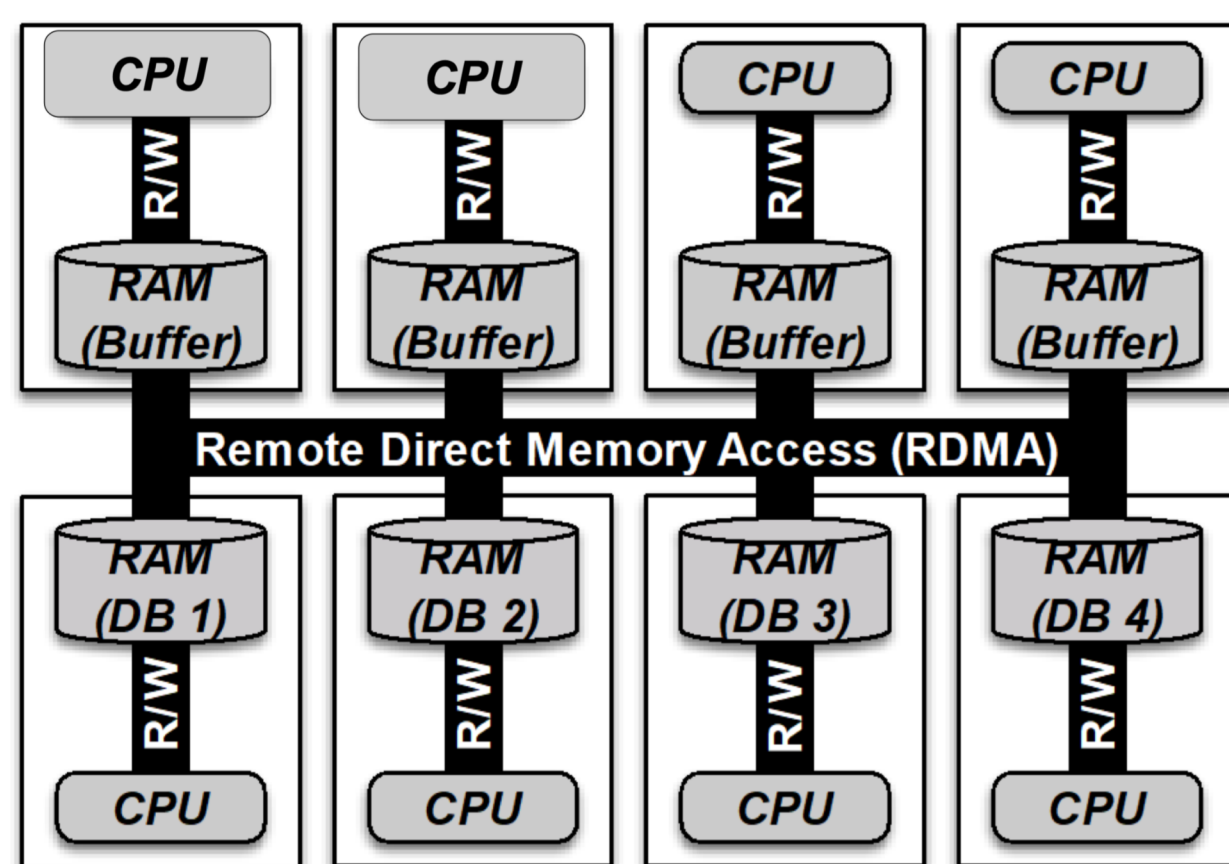 CPU CPU CPU CPU
R/W R/W R/W R/W
RAM RAM RAM RAM
(Buffer) (Buffer) (Buffer) (Buffer)
Remote Direct Memory Access (RDMA)
RAM RAM RAM RAM
(DB 1) (DB 2) (DB 3) (DB 4)
R/W R/W R/W R/W
CPU CPU CPU CPU